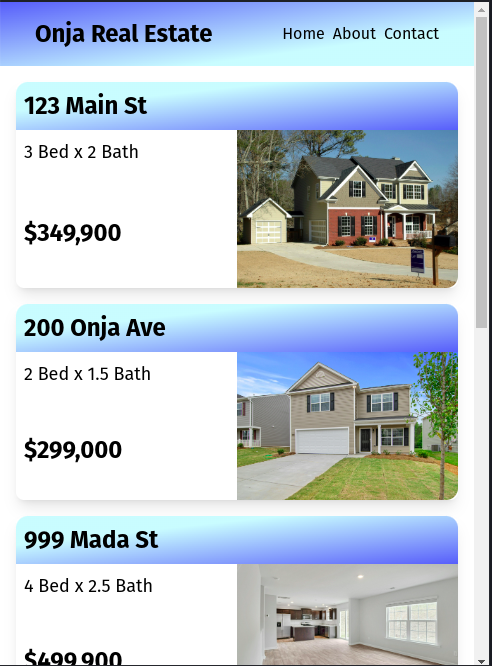 Onja Real Estate
Home About Contact
123 Main St
3 Bed x 2 Bath
$349,900
200 Onja Ave
2 Bed x 1.5 Bath
$299,000
999 Mada St
4 Bed x 2.5 Bath
$499,900